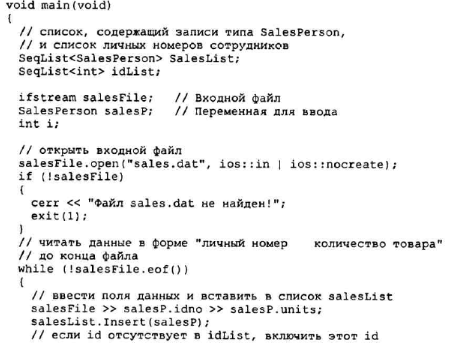 void main(void)
{
// список, содержащий записи типа SalesPerson,
// и список личных номеров сотрудников
SeqList<SalesPerson> SalesList;
SeqList<int> idList;
ifstream salesFile; // Входной файл
SalesPerson salesP; // Переменная для ввода
int i;
// открыть входной файл
salesFile.open("sales.dat", ios::in | ios::nocreate);
if (!salesFile)
{
cerr << "Файл sales.dat не найден!";
exit(1);
}
// читать данные в форме "личный номер количество товара"
// до конца файла
while (!salesFile.eof())
{
// ввести поля данных и вставить в список salesList
salesFile >> salesP.idno >> salesP.units;
salesList.Insert(salesP);
// если id отсутствует в idList, включить этот id